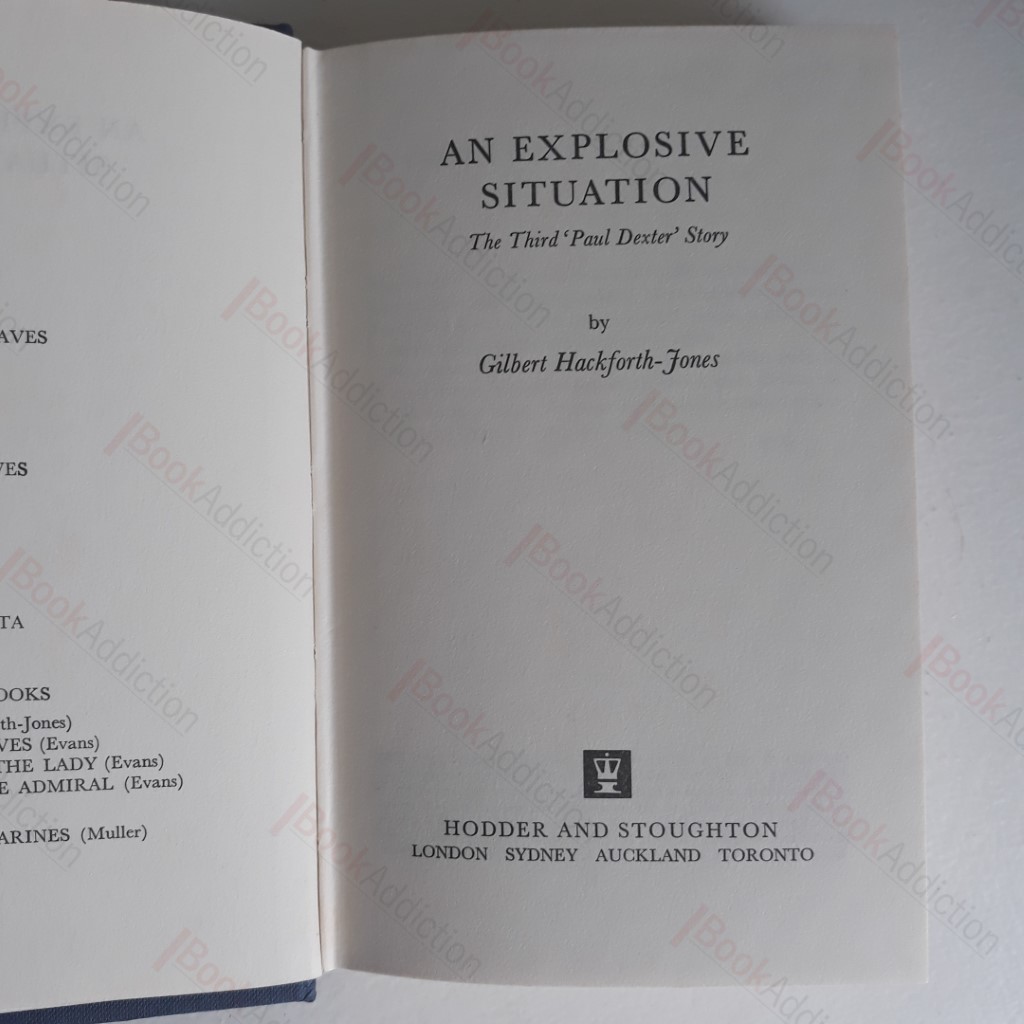 AVES
VES
TA
OOKS
th-Jones)
VES (Evans)
THE LADY (Evans)
E ADMIRAL (Evans)
ARINES (Muller)
AN EXPLOSIVE
SITUATION
The Third ‘Paul Dexter’ Story
by
Gilbert Hackforth-Jones
HODDER AND STOUGHTON
LONDON SYDNEY AUCKLAND TORONTO
BookAddiction